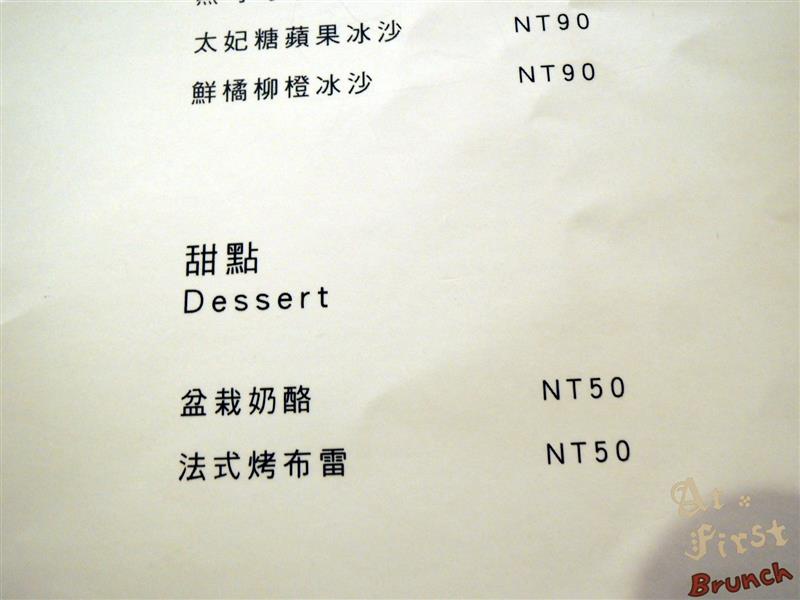 太妃糖蘋果冰沙 NT90
鮮橘柳橙冰沙 NT90
甜點
Dessert
盆栽奶酪 NT50
法式烤布雷 NT50
At
First
Brunch